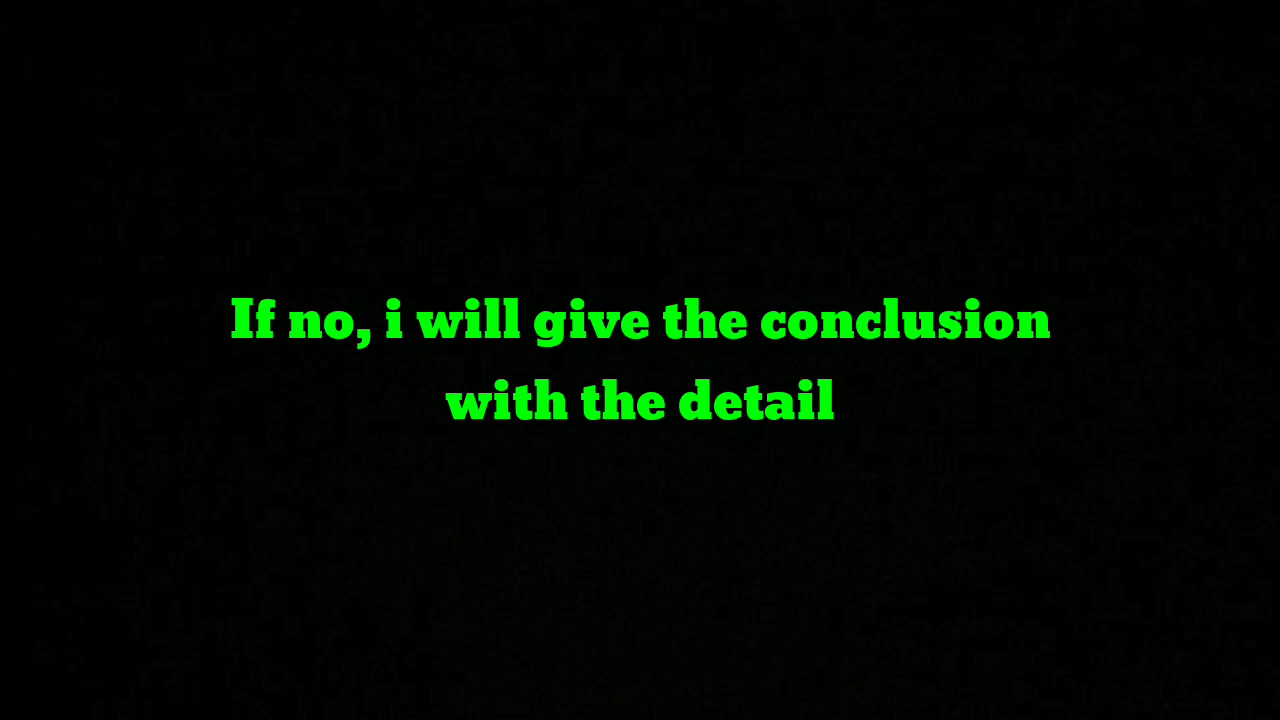 If no, i will give the conclusion
with the detail